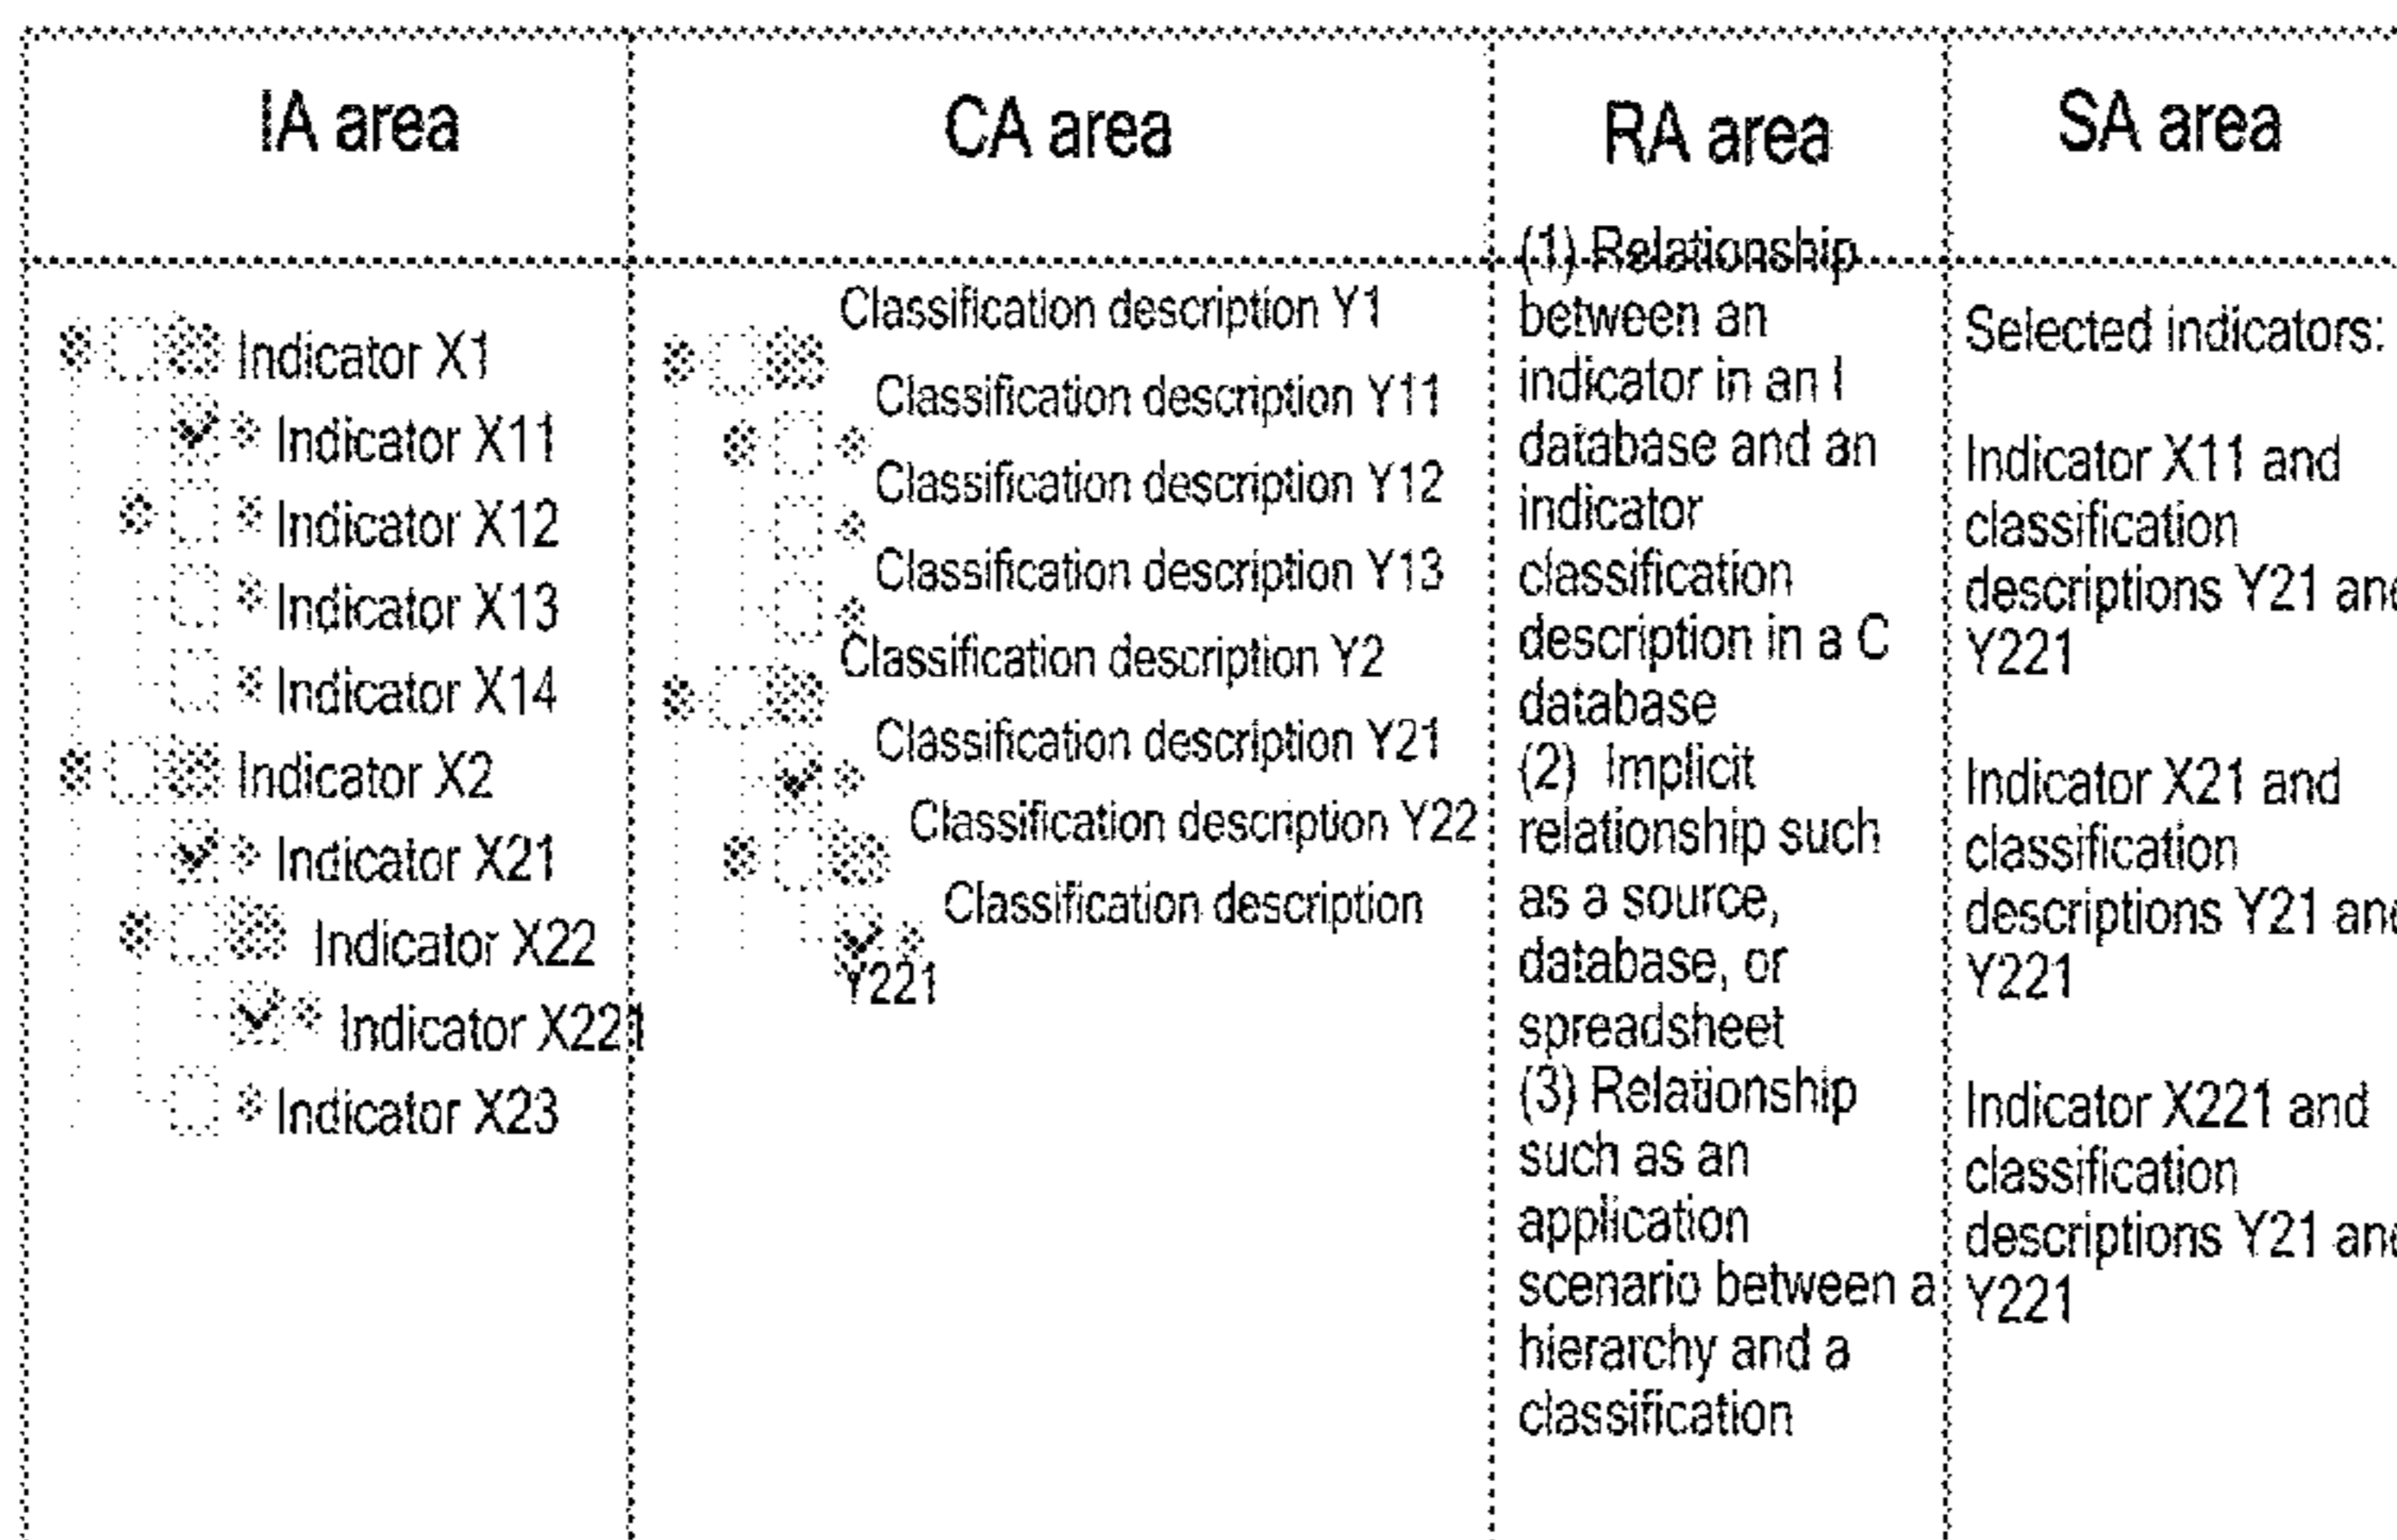 IA area
CA area
RA area
SA area
Indicator X1
Indicator X11
Indicator X12
Indicator X13
Indicator X14
Indicator X2
Indicator X21
Indicator X22
Indicator X221
Indicator X23
Classification description Y1
Classification description Y11
Classification description Y12
Classification description Y13
Classification description Y2
Classification description Y21
Classification description Y22
Classification description
Y221
(1) Relationship
between an
indicator in an I
database and an
indicator
classification
description in a C
database
(2) Implicit
relationship such
as a source,
database, or
spreadsheet
(3) Relationship
such as an
application
scenario between a
hierarchy and a
classification
Selected indicators:
Indicator X11 and
classification
descriptions Y21 and
Y221
Indicator X21 and
classification
descriptions Y21 and
Y221
Indicator X221 and
classification
descriptions Y21 and
Y221